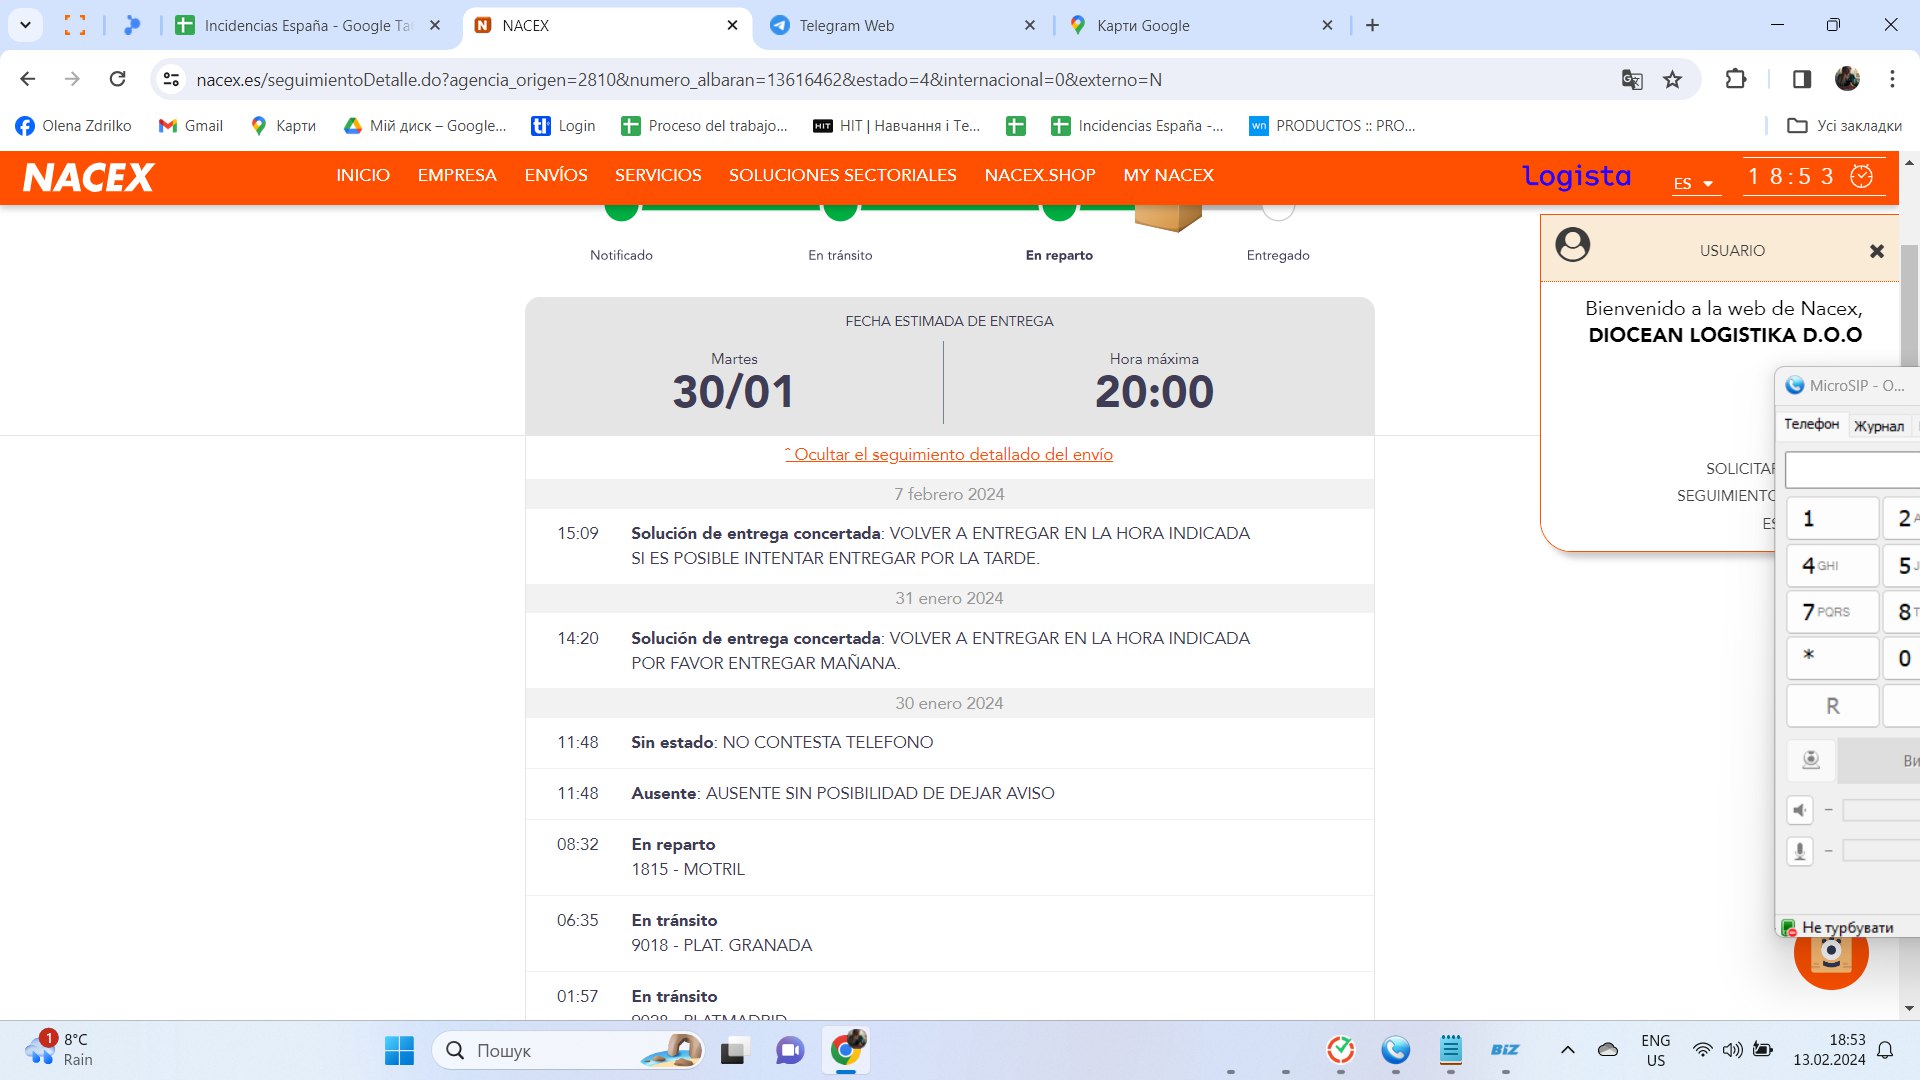 Incidencias España - Google Ta
NACEX
Telegram Web
Карти Google
nacex.es/seguimientoDetalle.do?agencia_origen=2810&numero_albaran=13616462&estado=4&internacional=0&externo=N
Olena Zdrilko
Gmail
Карти
Мій диск – Google...
Login
Proceso del trabajo...
HIT | Навчання і Те...
Incidencias España -...
PRODUCTOS :: PRO...
Усі закладки
NACEX
INICIO
EMPRESA
ENVÍOS
SERVICIOS
SOLUCIONES SECTORIALES
NACEX.SHOP
MY NACEX
logista
ES
18:53
Notificado
En tránsito
En reparto
Entregado
USUARIO
Bienvenido a la web de Nacex,
DIOCEAN LOGISTIKA D.O.O
FECHA ESTIMADA DE ENTREGA
Martes
30/01
Hora máxima
20:00
ˆ Ocultar el seguimiento detallado del envío
7 febrero 2024
15:09 Solución de entrega concertada: VOLVER A ENTREGAR EN LA HORA INDICADA
SI ES POSIBLE INTENTAR ENTREGAR POR LA TARDE.
31 enero 2024
14:20 Solución de entrega concertada: VOLVER A ENTREGAR EN LA HORA INDICADA
POR FAVOR ENTREGAR MAÑANA.
30 enero 2024
11:48 Sin estado: NO CONTESTA TELEFONO
11:48 Ausente: AUSENTE SIN POSIBILIDAD DE DEJAR AVISO
08:32 En reparto
1815 - MOTRIL
06:35 En tránsito
9018 - PLAT. GRANADA
01:57 En tránsito
9028 - PLATMADRID
SOLICITAR
SEGUIMIENTO
ES
MicroSIP - O...
Телефон
Журнал
1
2
4 GHI
5
7 PQRS
8
*
0
R
Ви
Не турбувати
1
8°C
Rain
Пошук
BIZ
ENG
US
18:53
13.02.2024